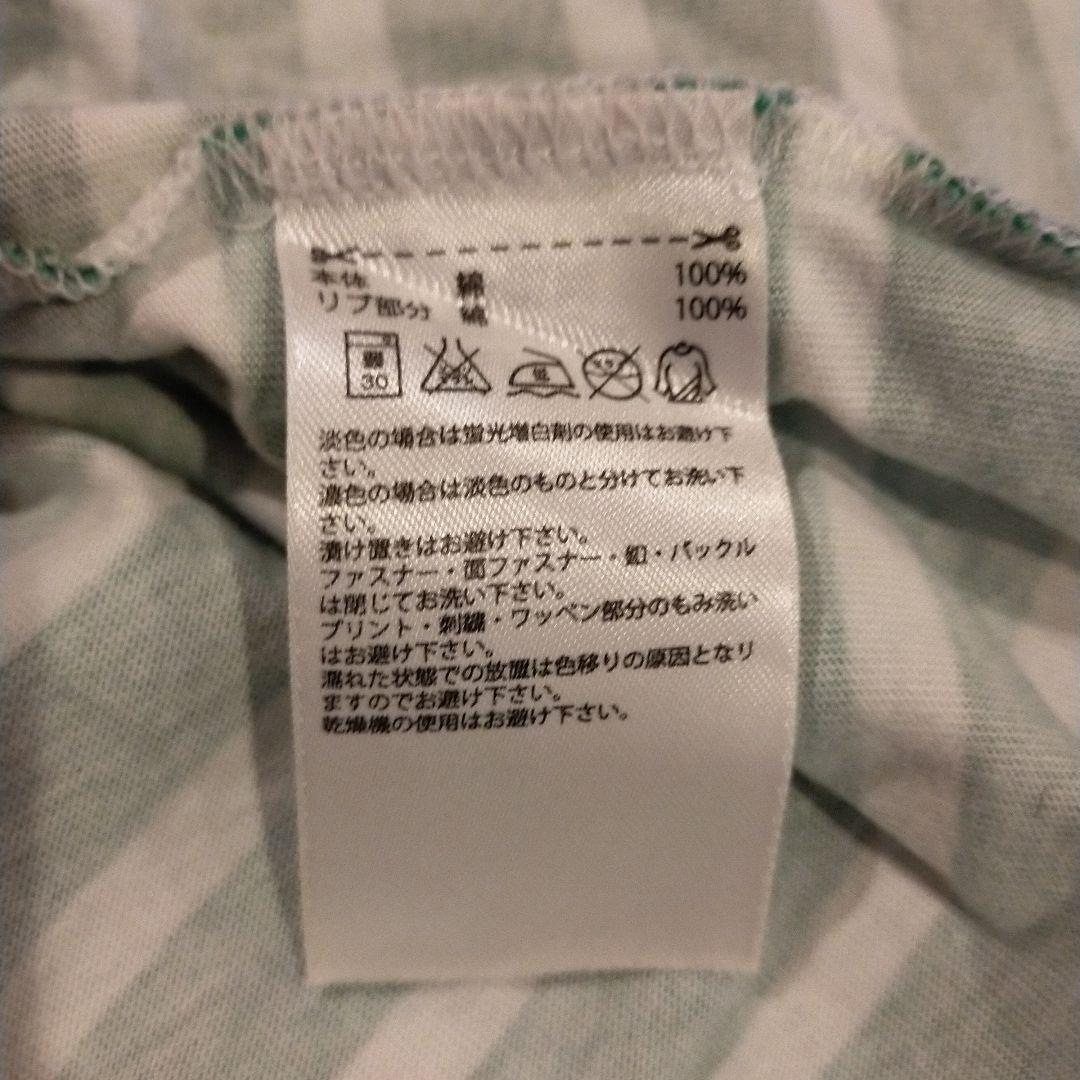 本体 綿 100%
リブ部分 綿 100%
弱 30
淡色の場合は蛍光増白剤の使用はお避け下
さい。
濃色の場合は淡色のものと分けてお洗い下
さい。
漬け置きはお避け下さい。
ファスナー・面ファスナー・釦・バックル
は閉じてお洗い下さい。
プリント・刺繍・ワッペン部分のもみ洗い
はお避け下さい。
濡れた状態での放置は色移りの原因となり
ますのでお避け下さい。
乾燥機の使用はお避け下さい。